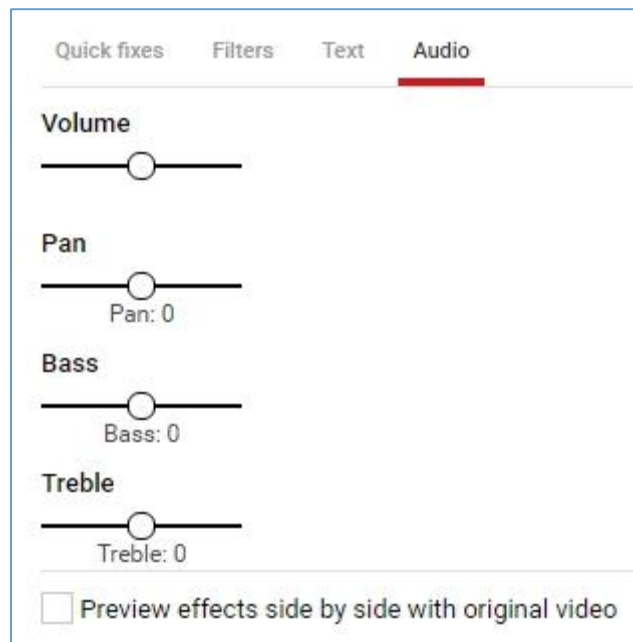 Quick fixes Filters Text Audio
Volume
Pan
Pan: 0
Bass
Bass: 0
Treble
Treble: 0
Preview effects side by side with original video